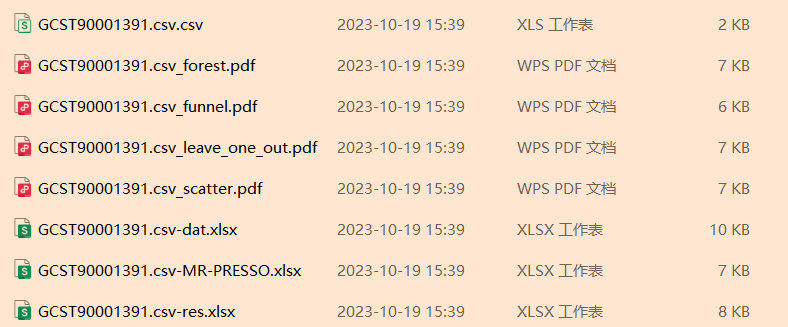 GCST90001391.csv.csv 2023-10-19 15:39 XLS 工作表 2 KB
GCST90001391.csv_forest.pdf 2023-10-19 15:39 WPS PDF 文档 7 KB
GCST90001391.csv_funnel.pdf 2023-10-19 15:39 WPS PDF 文档 6 KB
GCST90001391.csv_leave_one_out.pdf 2023-10-19 15:39 WPS PDF 文档 7 KB
GCST90001391.csv_scatter.pdf 2023-10-19 15:39 WPS PDF 文档 7 KB
GCST90001391.csv-dat.xlsx 2023-10-19 15:39 XLSX 工作表 10 KB
GCST90001391.csv-MR-PRESSO.xlsx 2023-10-19 15:39 XLSX 工作表 7 KB
GCST90001391.csv-res.xlsx 2023-10-19 15:39 XLSX 工作表 8 KB